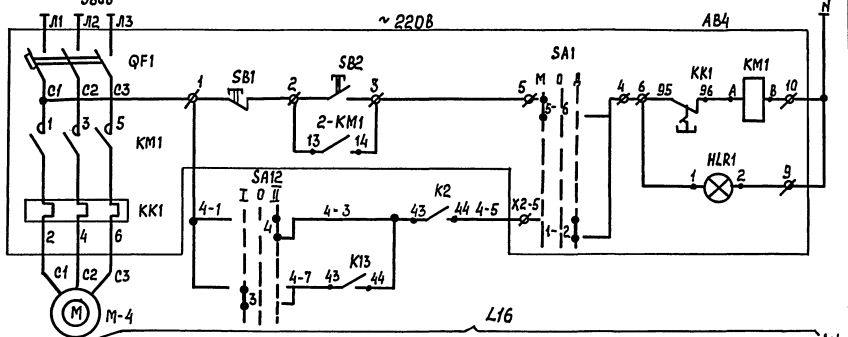 Л1 Л2 Л3 ~220В АВ4 N
QF1 SA1
С1 С2 С3 1 SB1 2 SB2 3 5 М О Д 4 6 95 КК1 96 А КМ1 В 10
5- 6
1 3 5 КМ1 2-КМ1
13 14
HLR1
1 2 9
КК1 SA12
I О II
4-1 4 4-3 43 К2 44 4-5 Х2-5
2 4 6 1- 2
4-7 43 К13 44
С1 С2 С3 3
М М-4 L16